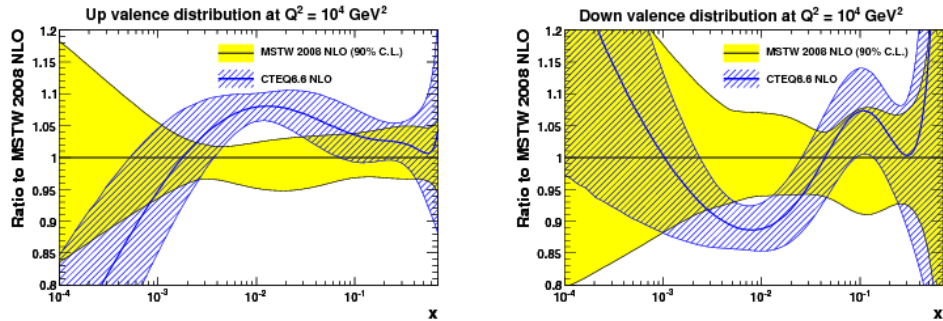 Up valence distribution at Q² = 10⁴ GeV²
Ratio to MSTW 2008 NLO
1.2
1.15
1.1
1.05
1
0.95
0.9
0.85
0.8
MSTW 2008 NLO (90% C.L.)
CTEQ6.6 NLO
10⁻⁴
10⁻³
10⁻²
10⁻¹
x
Down valence distribution at Q² = 10⁴ GeV²
Ratio to MSTW 2008 NLO
1.2
1.15
1.1
1.05
1
0.95
0.9
0.85
0.8
MSTW 2008 NLO (90% C.L.)
CTEQ6.6 NLO
10⁻⁴
10⁻³
10⁻²
10⁻¹
x